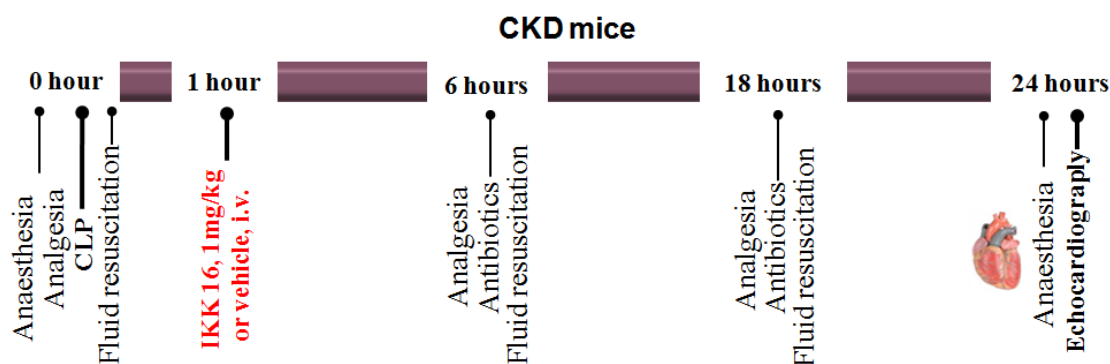 CKD mice
0 hour
1 hour
6 hours
18 hours
24 hours
Anaesthesia
Analgesia
CLP
Fluid resuscitation
IKK 16, 1mg/kg
or vehicle, i.v.
Analgesia
Antibiotics
Fluid resuscitation
Analgesia
Antibiotics
Fluid resuscitation
Anaesthesia
Echocardiograply